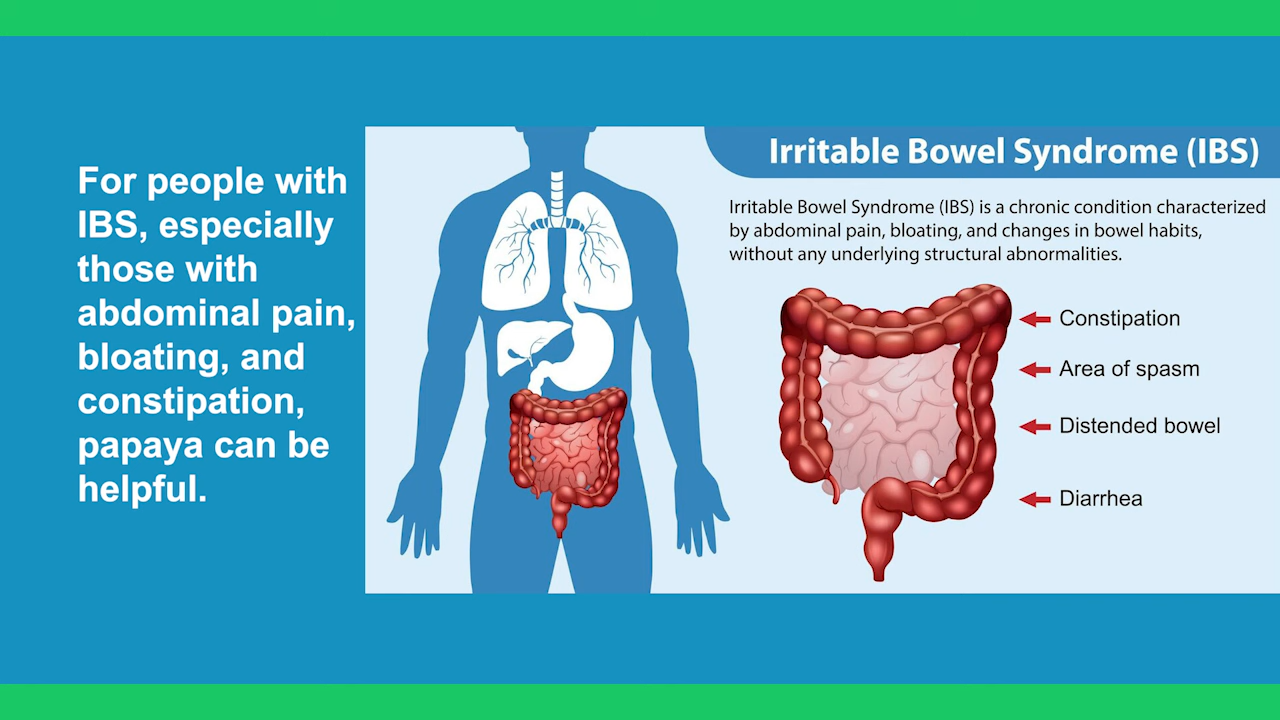 For people with
IBS, especially
those with
abdominal pain,
bloating, and
constipation,
papaya can be
helpful.
Irritable Bowel Syndrome (IBS)
Irritable Bowel Syndrome (IBS) is a chronic condition characterized
by abdominal pain, bloating, and changes in bowel habits,
without any underlying structural abnormalities.
Constipation
Area of spasm
Distended bowel
Diarrhea